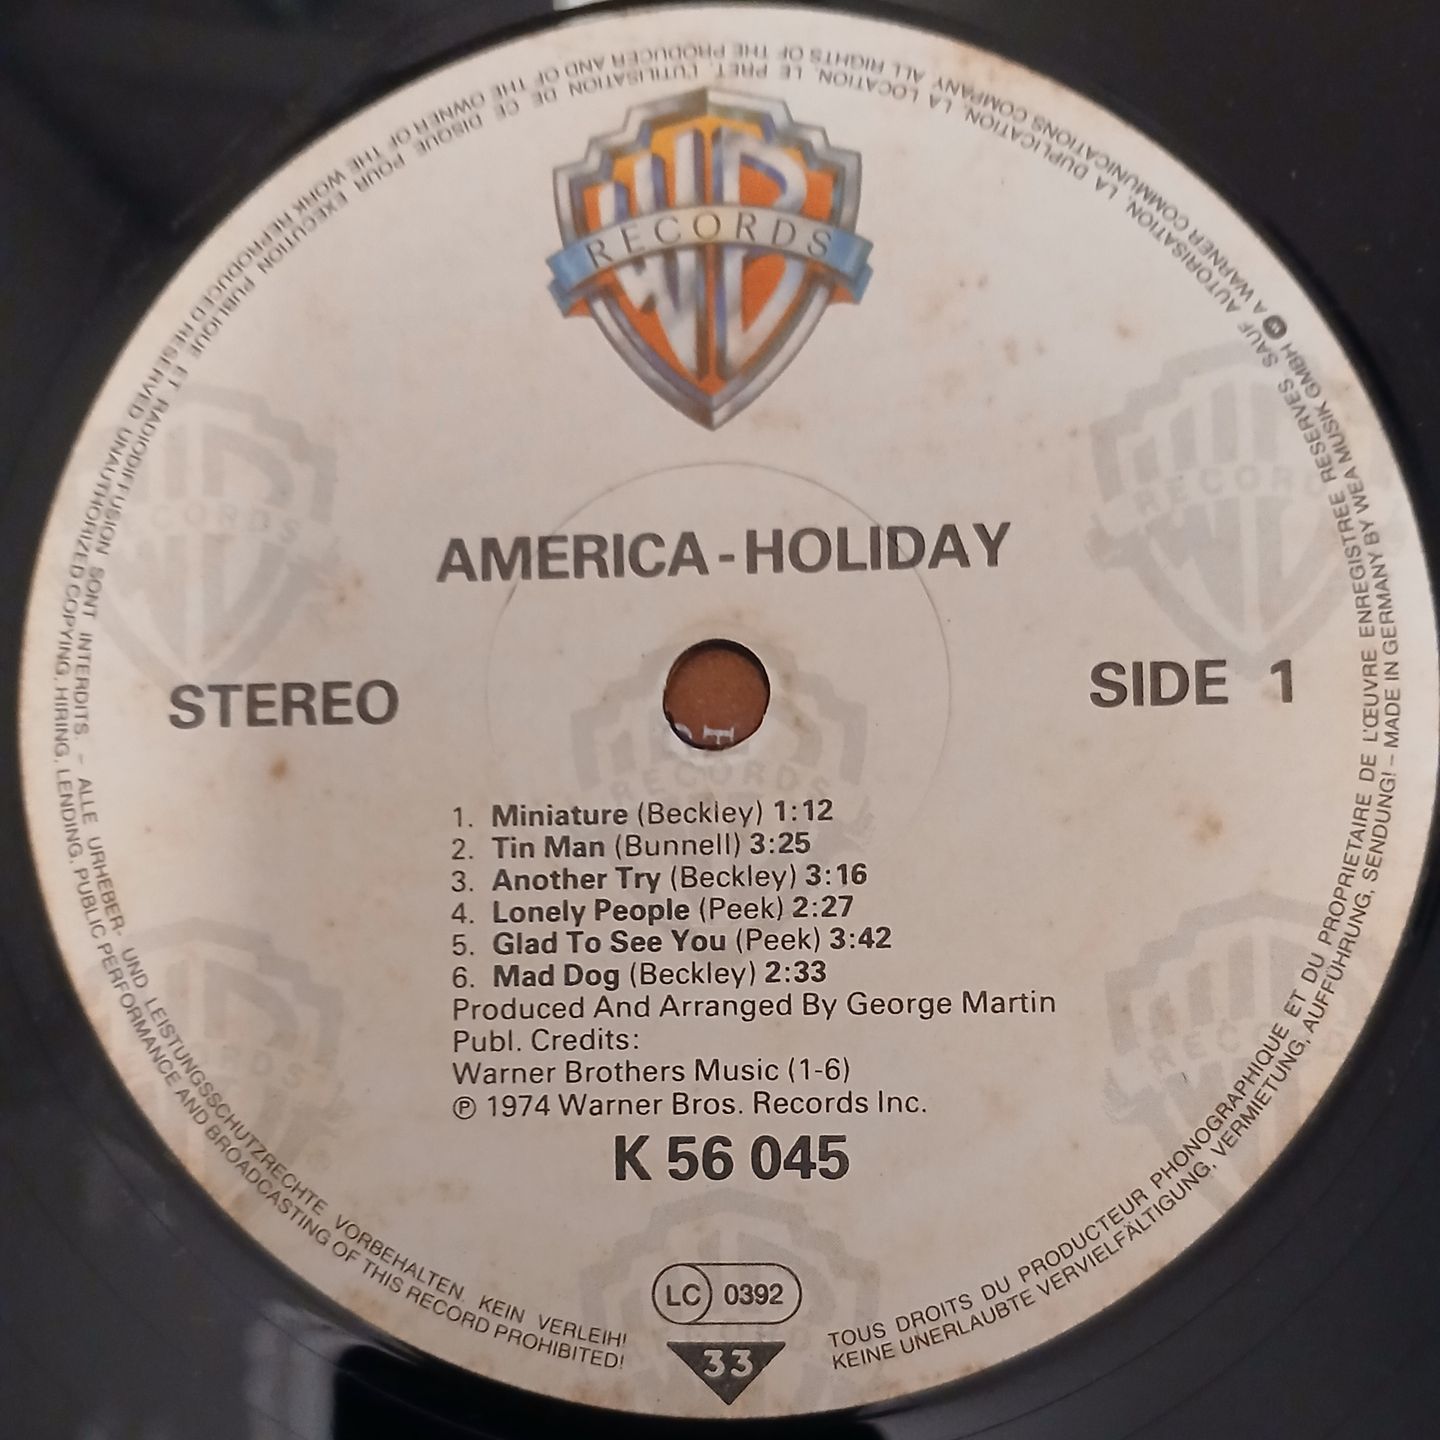 WB
RECORDS
AMERICA - HOLIDAY
STEREO
SIDE 1
1. Miniature (Beckley) 1:12
2. Tin Man (Bunnell) 3:25
3. Another Try (Beckley) 3:16
4. Lonely People (Peek) 2:27
5. Glad To See You (Peek) 3:42
6. Mad Dog (Beckley) 2:33
Produced And Arranged By George Martin
Publ. Credits:
Warner Brothers Music (1-6)
℗ 1974 Warner Bros. Records Inc.
K 56 045
LC 0392
33
TOUS DROITS DU PRODUCTEUR PHONOGRAPHIQUE ET DU PROPRIETAIRE DE L'ŒUVRE ENREGISTREE RESERVES SAUF AUTORISATION, LA DUPLICATION, LA LOCATION, LE PRET, L'UTILISATION DE CE DISQUE POUR EXECUTION PUBLIQUE ET RADIODIFFUSION SONT INTERDITS. - ALLE URHEBER- UND LEISTUNGSSCHUTZRECHTE VORBEHALTEN. KEIN VERLEIH!
KEINE UNERLAUBTE VERVIELFÄLTIGUNG, VERMIETUNG, AUFFÜHRUNG, SENDUNG! - MADE IN GERMANY BY WEA MUSIK GMBH A WARNER COMMUNICATIONS COMPANY. ALL RIGHTS OF THE PRODUCER AND OF THE OWNER OF THE WORK REPRODUCED RESERVED. UNAUTHORIZED COPYING, HIRING, LENDING, PUBLIC PERFORMANCE AND BROADCASTING OF THIS RECORD PROHIBITED!